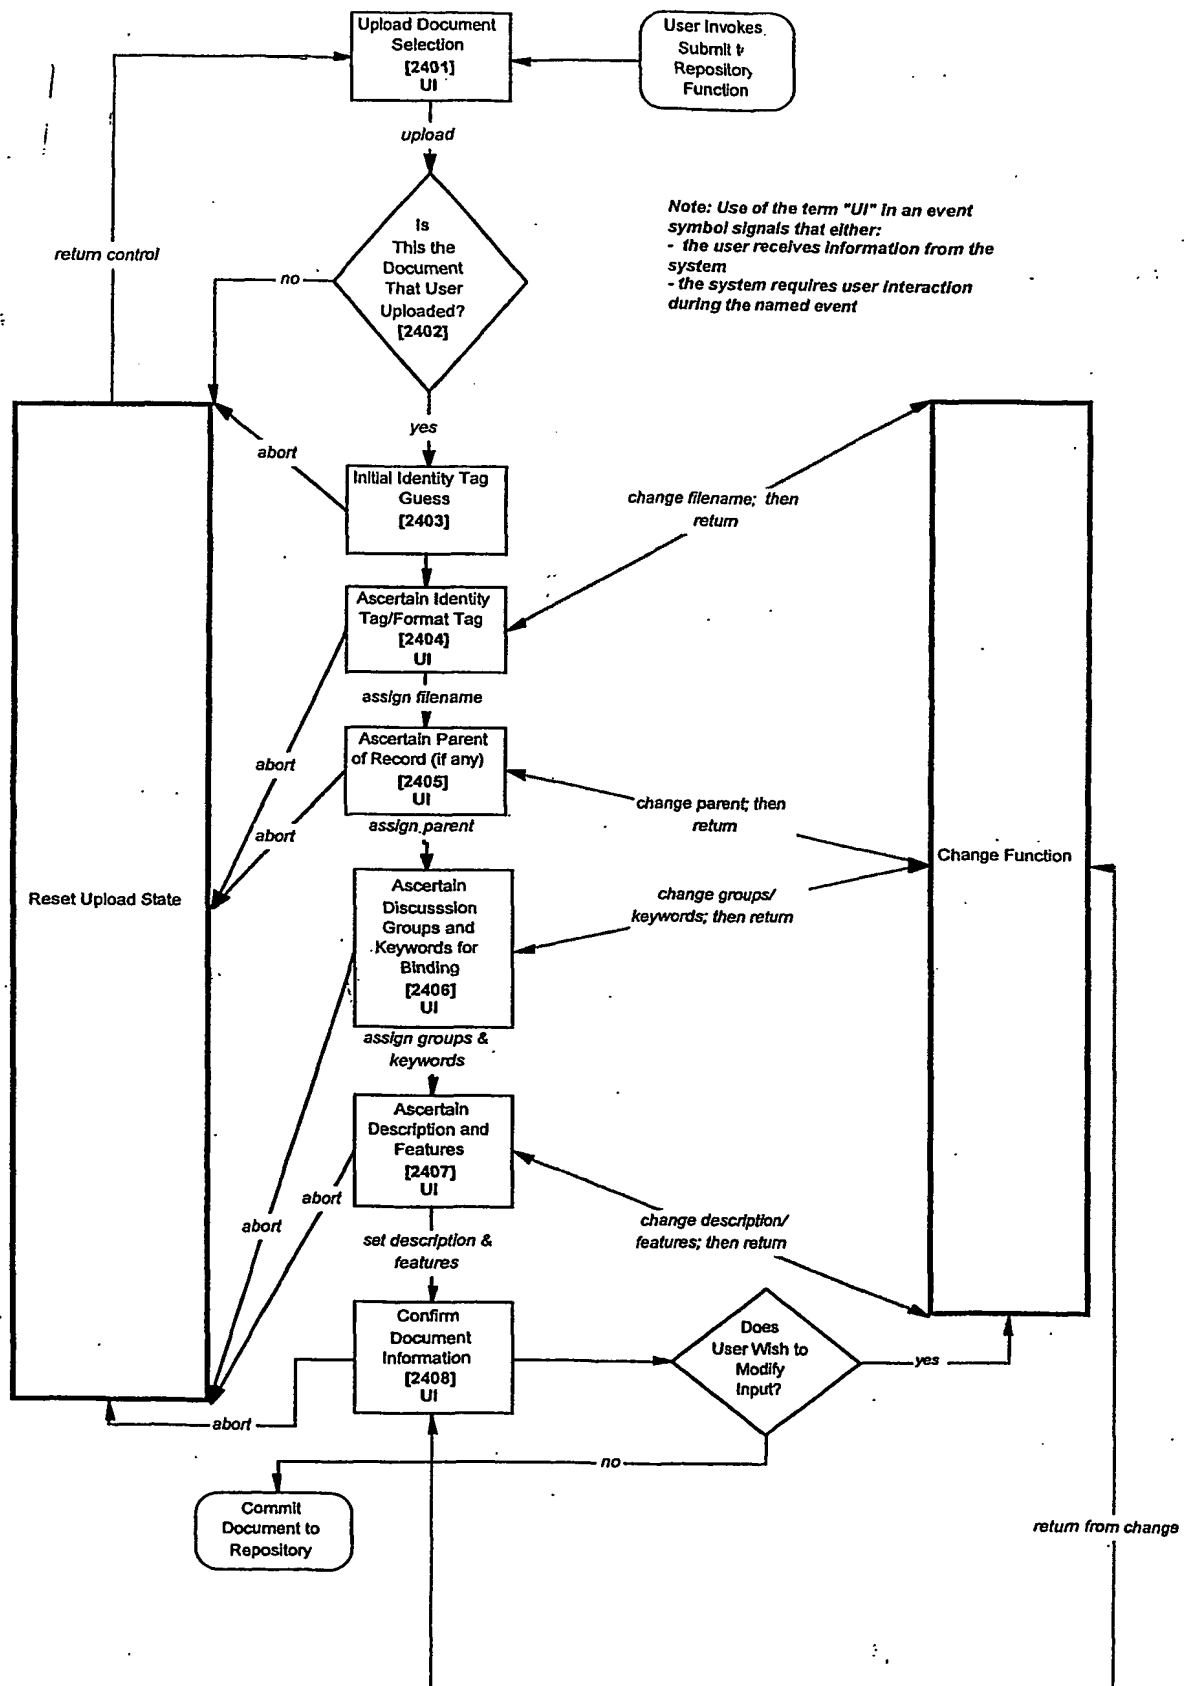 Upload Document
Selection
[2401]
UI
User Invokes
Submit t
Repository
Function
upload
Note: Use of the term "UI" in an event
symbol signals that either:
- the user receives information from the
system
- the system requires user interaction
during the named event
Is
This the
Document
That User
Uploaded?
[2402]
return control
no
yes
abort
Initial Identity Tag
Guess
[2403]
change filename; then
return
Ascertain Identity
Tag/Format Tag
[2404]
UI
assign filename
abort
Ascertain Parent
of Record (if any)
[2405]
UI
abort
change parent; then
return
assign parent
Change Function
Reset Upload State
Ascertain
Discusssion
Groups and
Keywords for
Binding
[2406]
UI
change groups/
keywords; then return
assign groups &
keywords
Ascertain
Description and
Features
[2407]
UI
abort
abort
change description/
features; then return
set description &
features
Confirm
Document
Information
[2408]
UI
Does
User Wish to
Modify
Input?
yes
abort
no
Commit
Document to
Repository
return from change